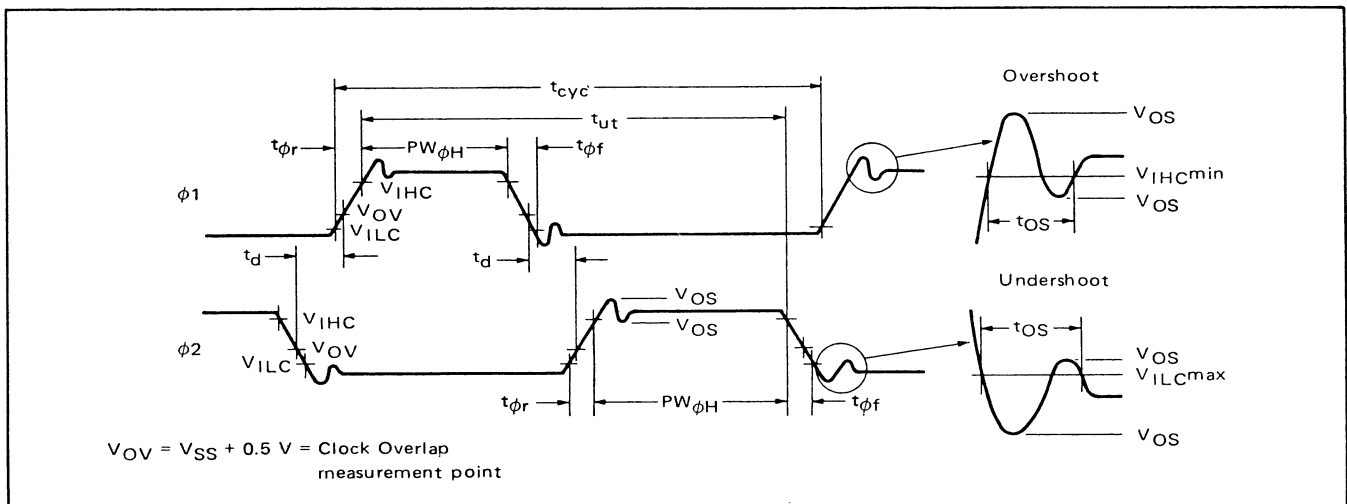 Overshoot
tcyc
VOS
tut
tϕr
PWϕH
tϕf
VIHC
VIHCmin
ϕ1
VOV
VOS
VILC
tOS
td
td
Undershoot
VOS
VIHC
VOS
tOS
ϕ2
VOV
VOS
VILC
VILCmax
tϕr
PWϕH
tϕf
VOS
VOV = VSS + 0.5 V = Clock Overlap
measurement point